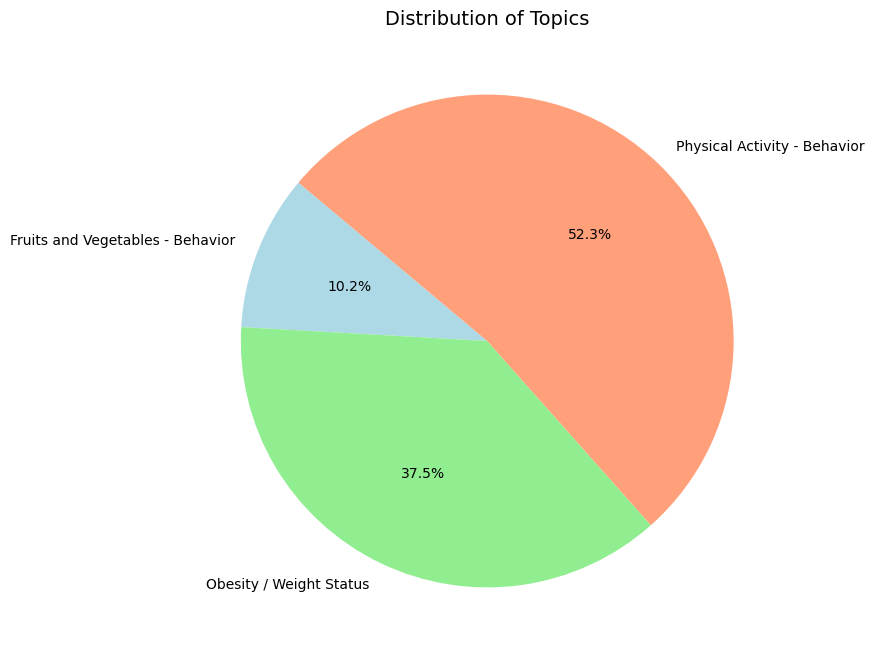 Distribution of Topics
Physical Activity - Behavior
52.3%
Fruits and Vegetables - Behavior
10.2%
37.5%
Obesity / Weight Status